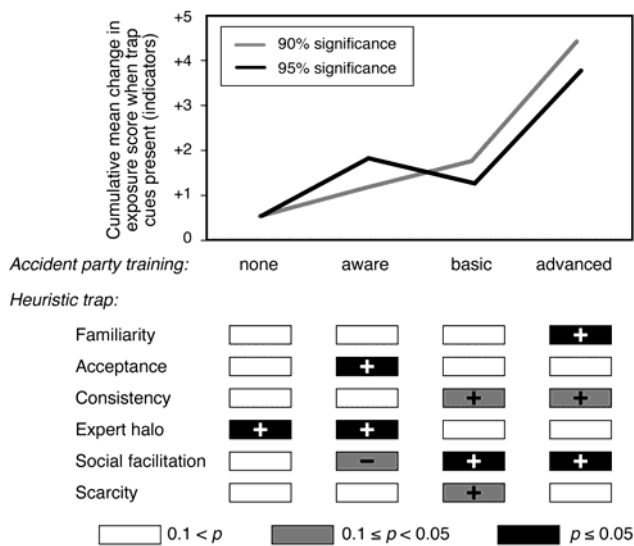 Cumulative mean change in
exposure score when trap
cues present (indicators)
+5
+4
+3
+2
+1
0
90% significance
95% significance
Accident party training: none aware basic advanced
Heuristic trap:
Familiarity +
Acceptance +
Consistency + +
Expert halo + +
Social facilitation − + +
Scarcity +
0.1 < p 0.1 ≤ p < 0.05 p ≤ 0.05